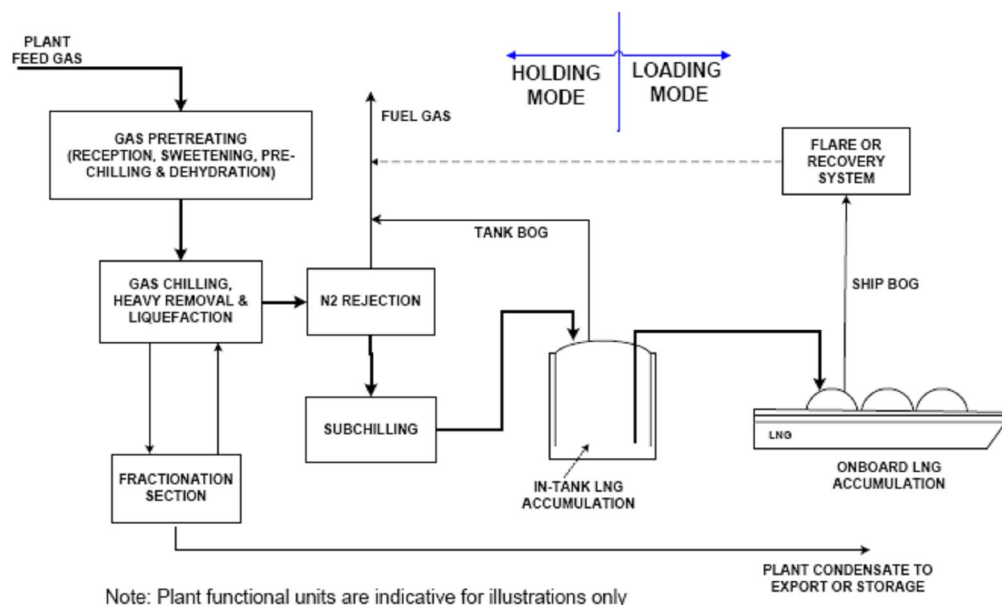 PLANT
FEED GAS
HOLDING
MODE
LOADING
MODE
FUEL GAS
GAS PRETREATING
(RECEPTION, SWEETENING, PRE-
CHILLING & DEHYDRATION)
FLARE OR
RECOVERY
SYSTEM
TANK BOG
GAS CHILLING,
HEAVY REMOVAL &
LIQUEFACTION
N2 REJECTION
SHIP BOG
SUBCHILLING
LNG
FRACTIONATION
SECTION
IN-TANK LNG
ACCUMULATION
ONBOARD LNG
ACCUMULATION
PLANT CONDENSATE TO
EXPORT OR STORAGE
Note: Plant functional units are indicative for illustrations only